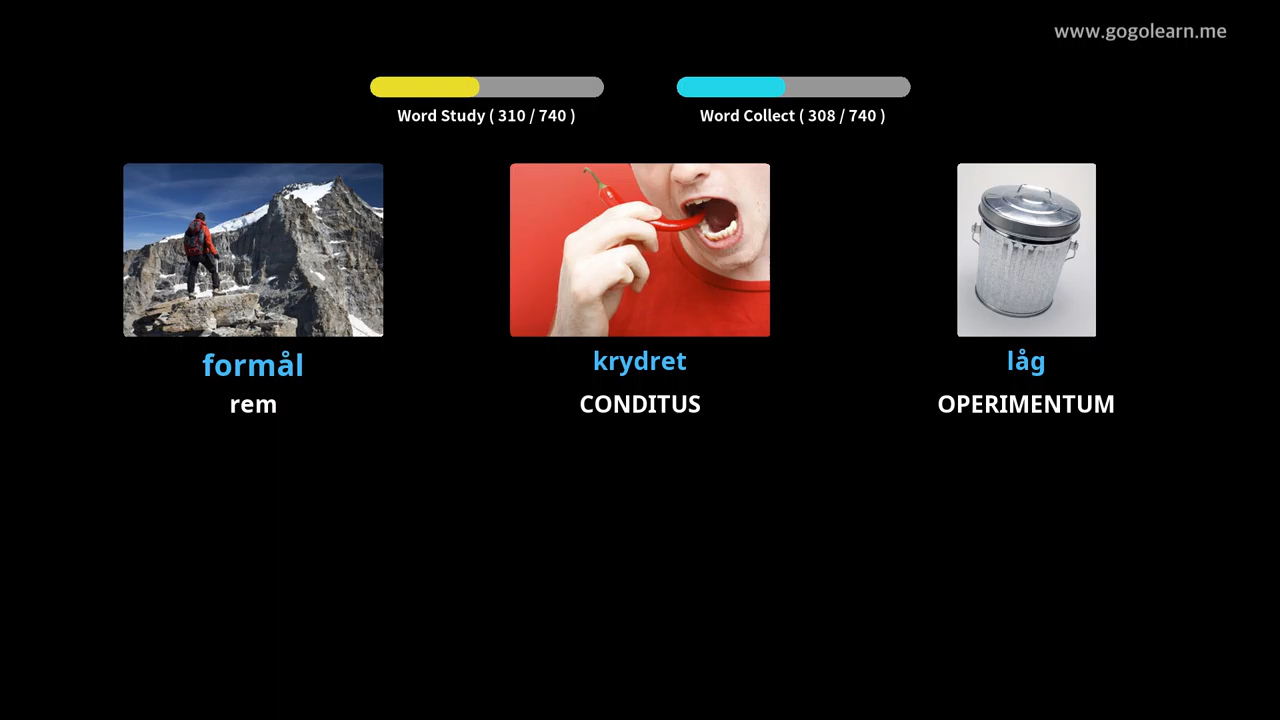 www.gogolearn.me
Word Study ( 310 / 740 )
Word Collect ( 308 / 740 )
formål
krydret
låg
rem
CONDITUS
OPERIMENTUM